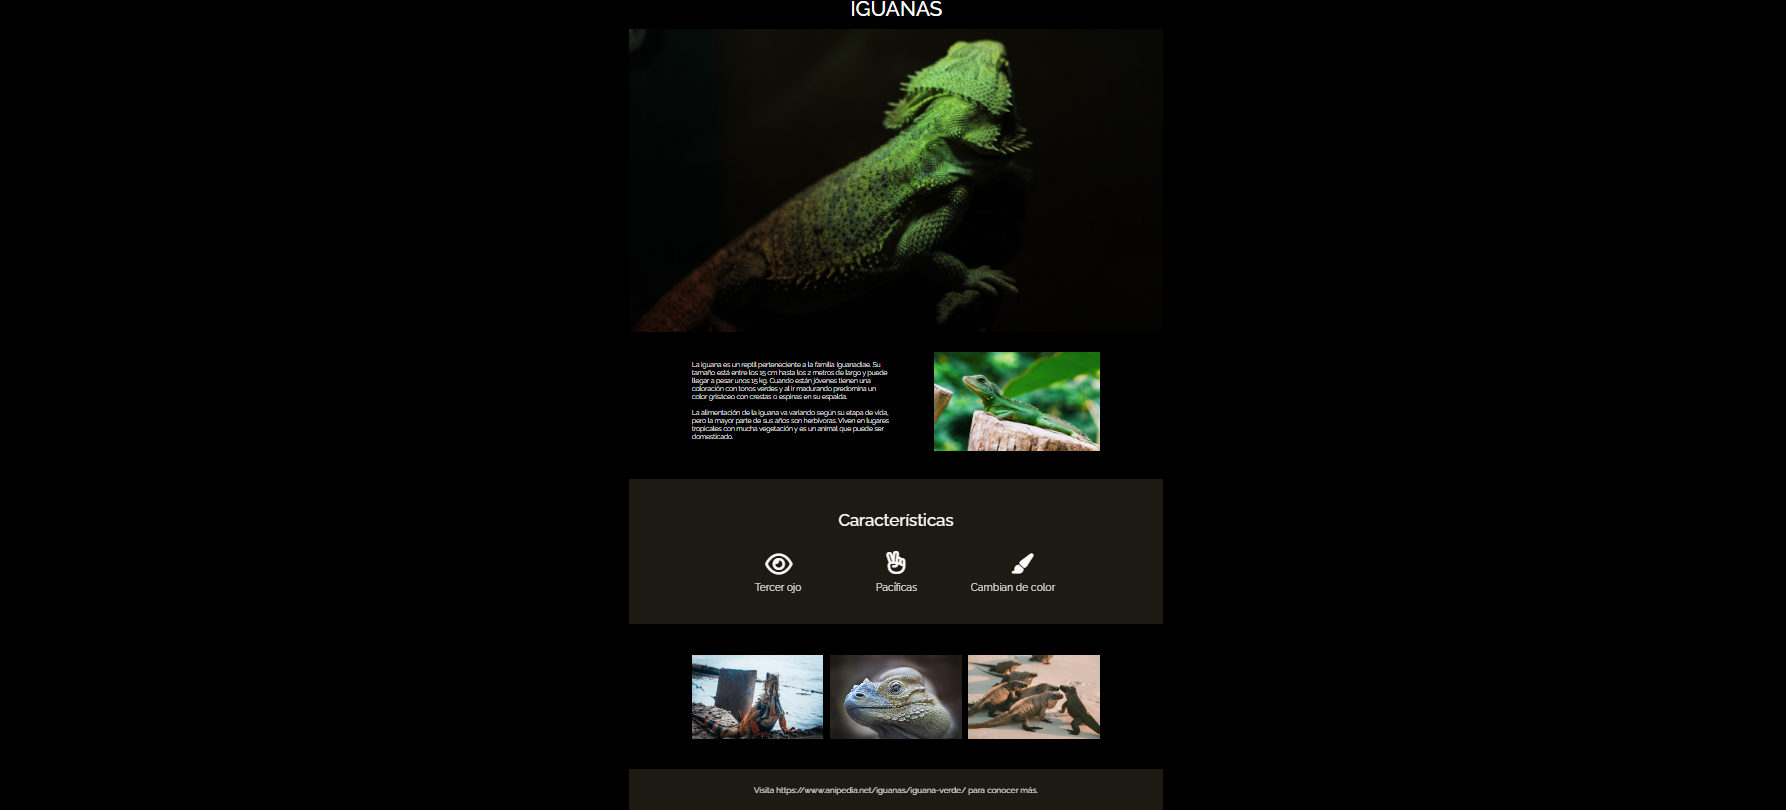 IGUANAS
La iguana es un reptil perteneciente a la familia Iguanadiae. Su
tamaño está entre los 15 cm hasta los 2 metros de largo y puede
llegar a pesar unos 15 kg. Cuando están jóvenes tienen una
coloración con tonos verdes y al ir madurando predomina un
color grisáceo con crestas o espinas en su espalda.
La alimentación de la iguana va variando según su etapa de vida,
pero la mayor parte de sus años son herbívoras. Viven en lugares
tropicales con mucha vegetación y es un animal que puede ser
domesticado.
Características
Tercer ojo
Pacíficas
Cambian de color
Visita https://www.anipedia.net/iguanas/iguana-verde/ para conocer más.